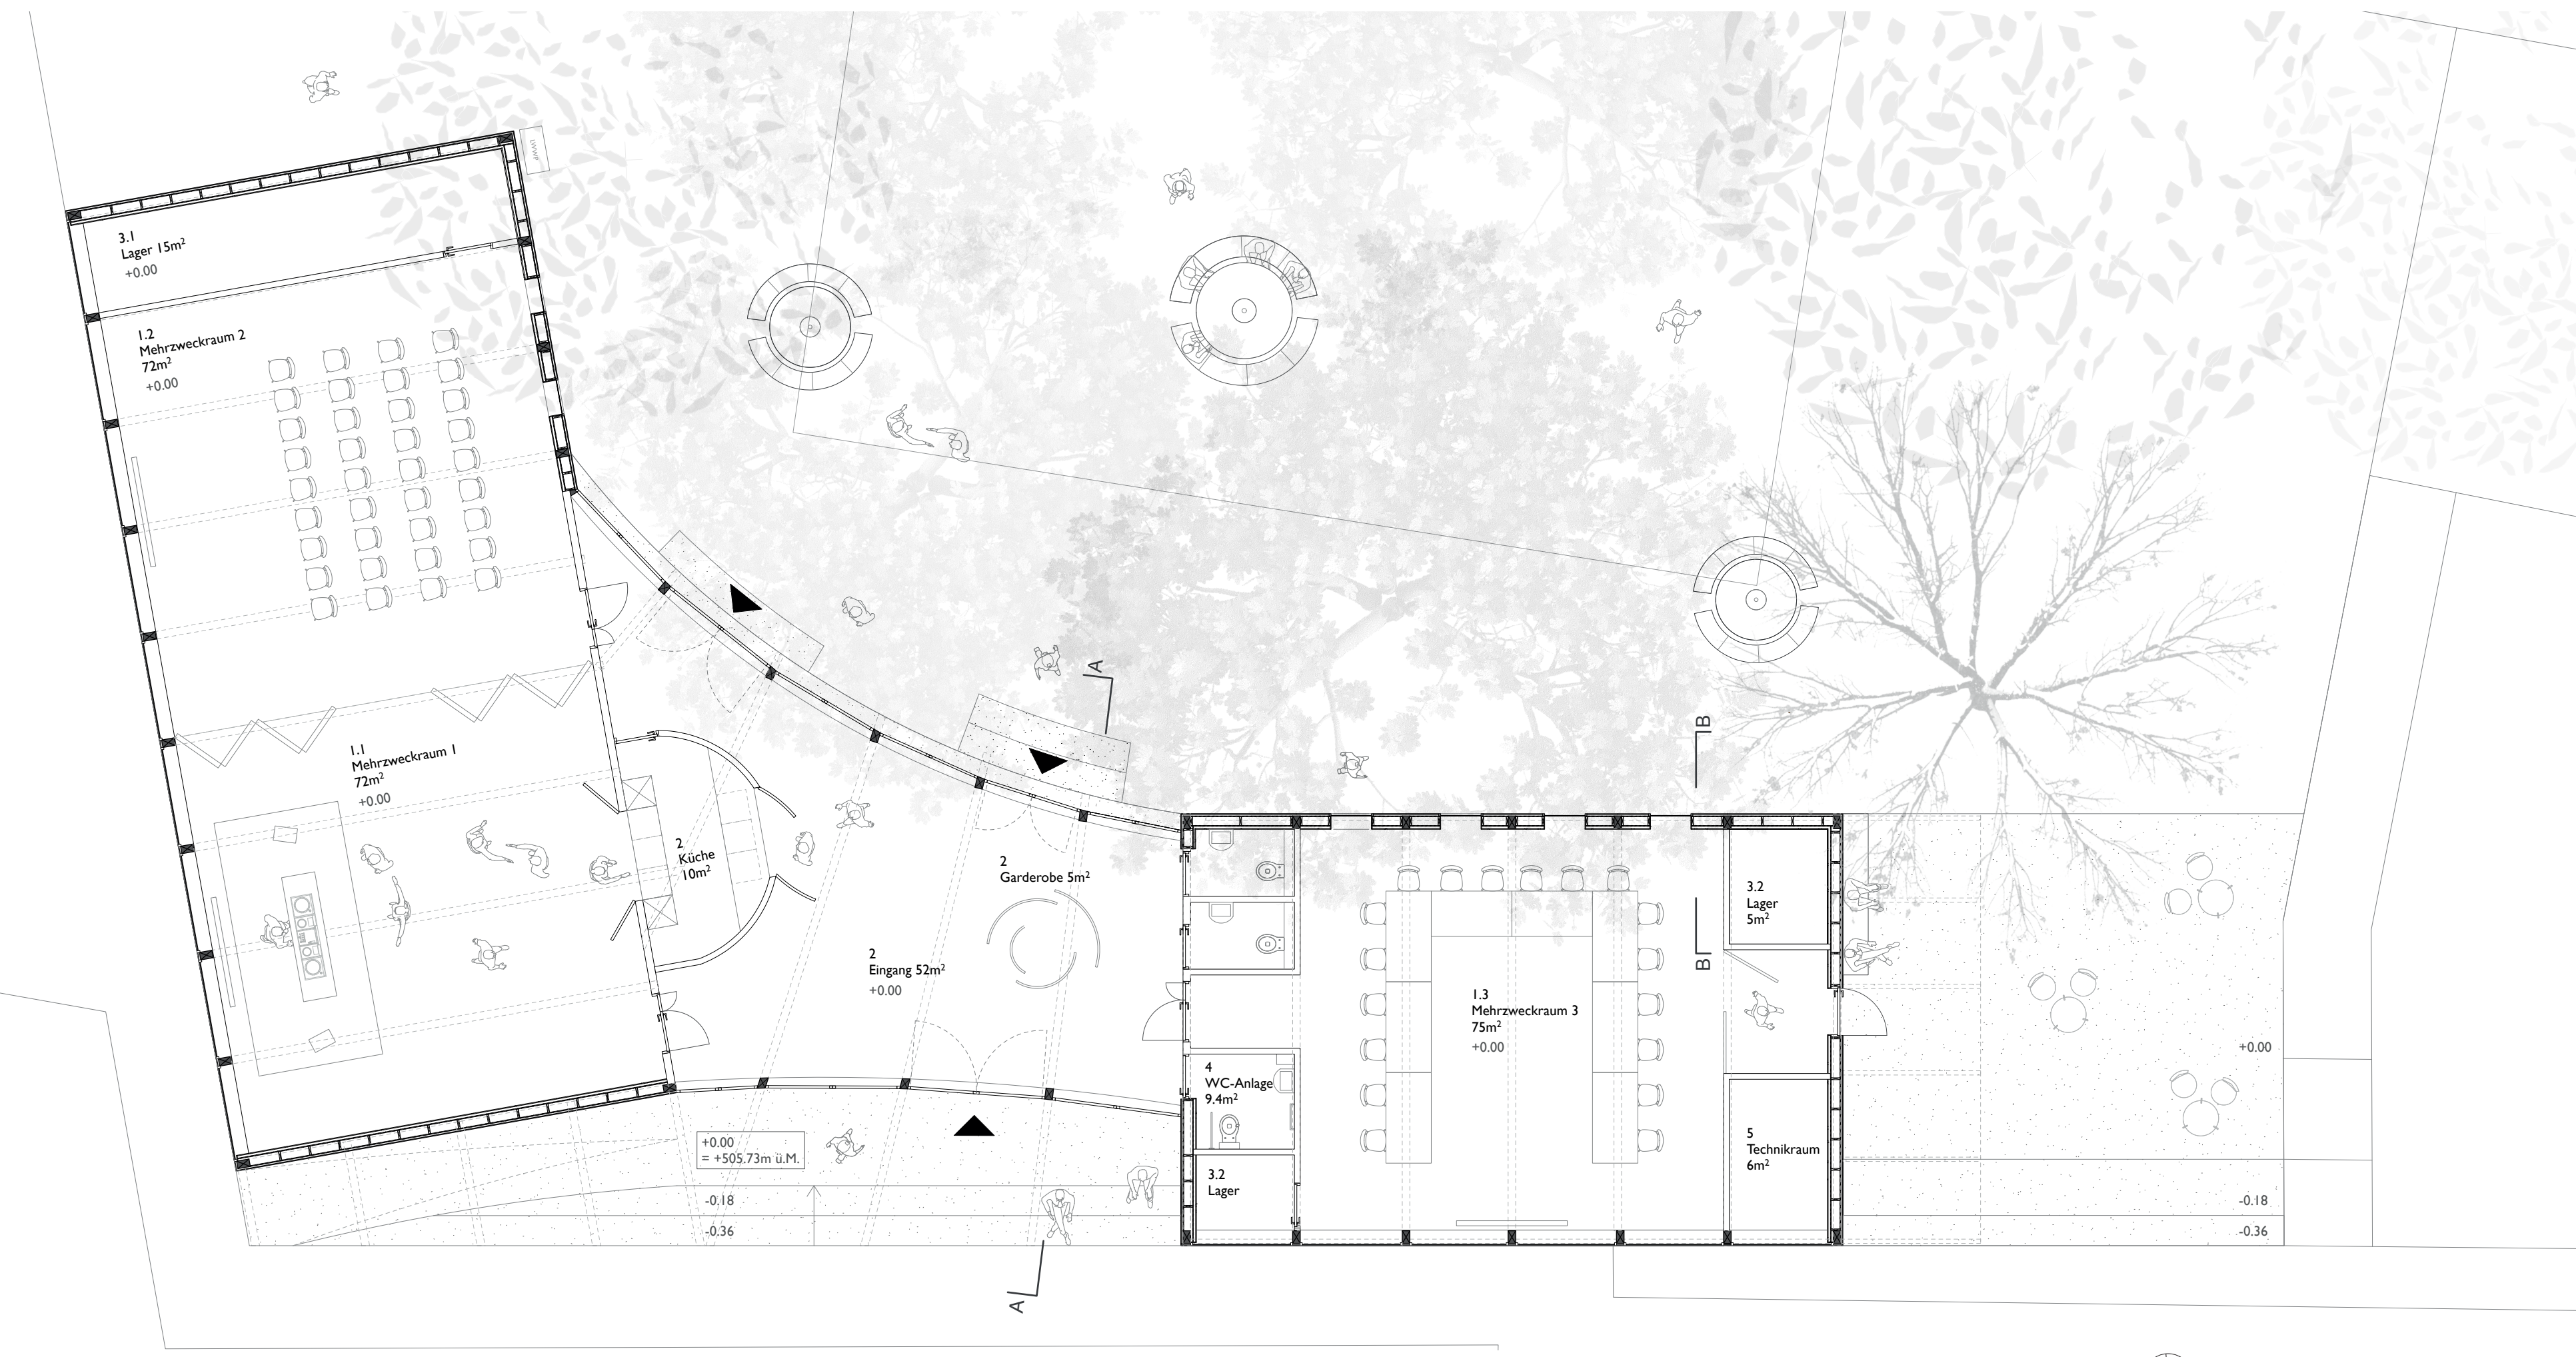 LWWP
3.1
Lager 15m²
+0.00
1.2
Mehrzweckraum 2
72m²
+0.00
1.1
Mehrzweckraum 1
72m²
+0.00
2
Küche
10m²
2
Garderobe 5m²
2
Eingang 52m²
+0.00
A
A
B
B
1.3
Mehrzweckraum 3
75m²
+0.00
3.2
Lager
5m²
4
WC-Anlage
9.4m²
3.2
Lager
5
Technikraum
6m²
+0.00
= +505.73m ü.M.
-0.18
-0.36
+0.00
-0.18
-0.36